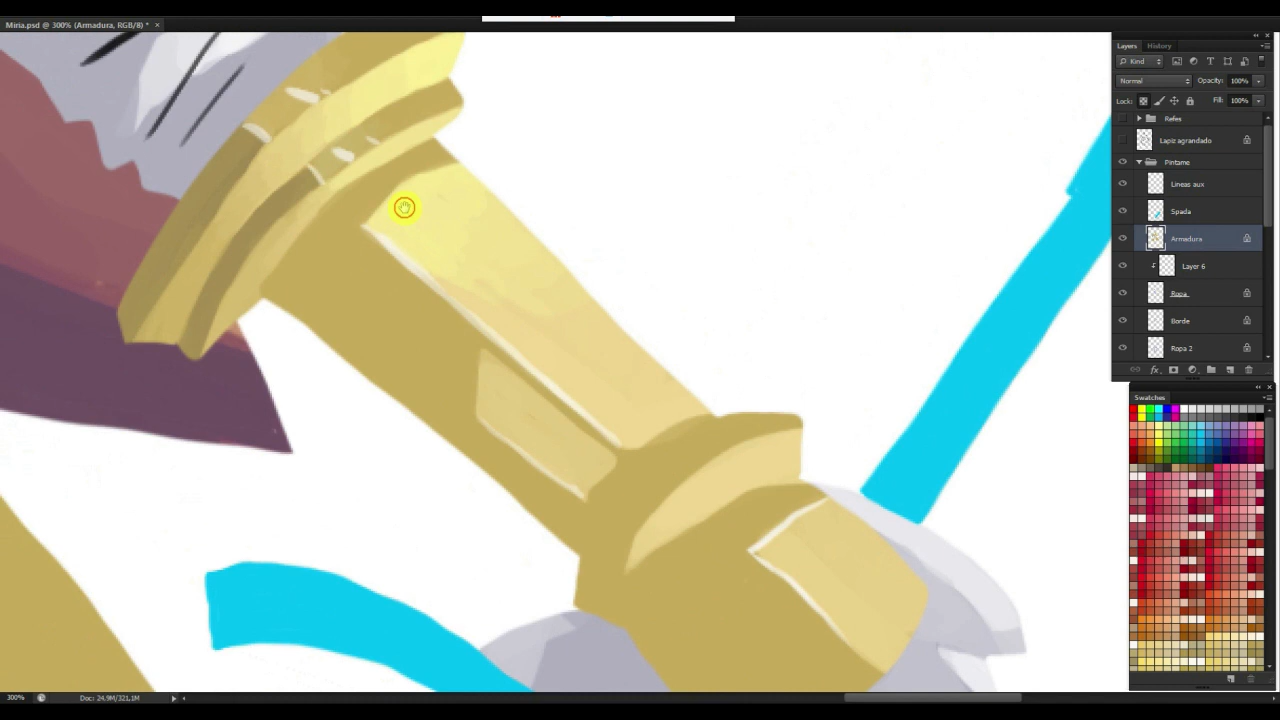 Miria.psd @ 300% (Armadura, RGB/8) * ×
Layers History
Kind
Normal Opacity: 100%
Lock: Fill: 100%
Refes
Lapiz agrandado
Pintame
Lineas aux
Spada
Armadura
Layer 6
Ropa
Borde
Ropa 2
fx
Swatches
300% Doc: 24,9M/321,1M